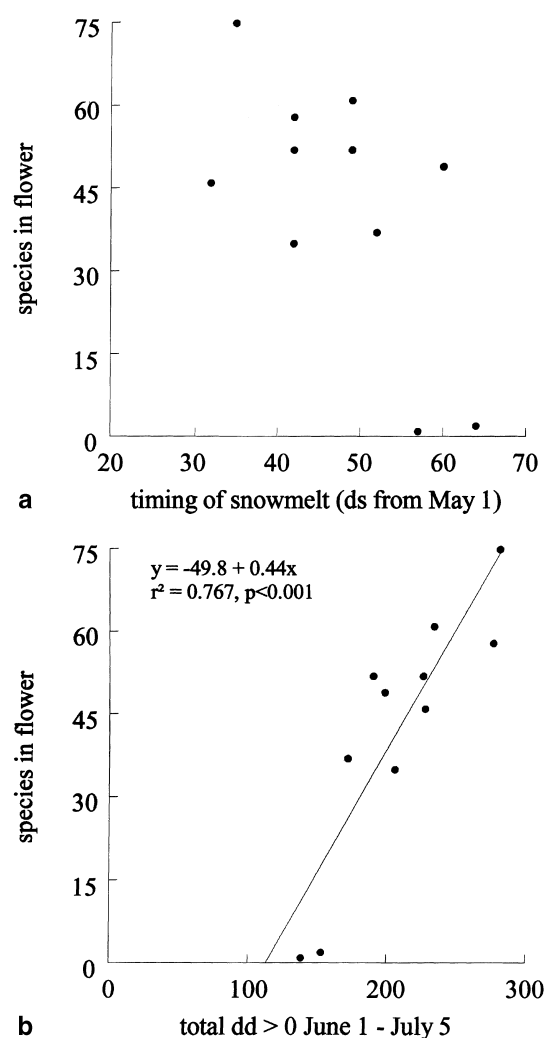 75
60
45
30
15
0
species in flower
20 30 40 50 60 70
a timing of snowmelt (ds from May 1)
y = -49.8 + 0.44x
r² = 0.767, p<0.001
75
60
45
30
15
0
species in flower
0 100 200 300
b total dd > 0 June 1 - July 5